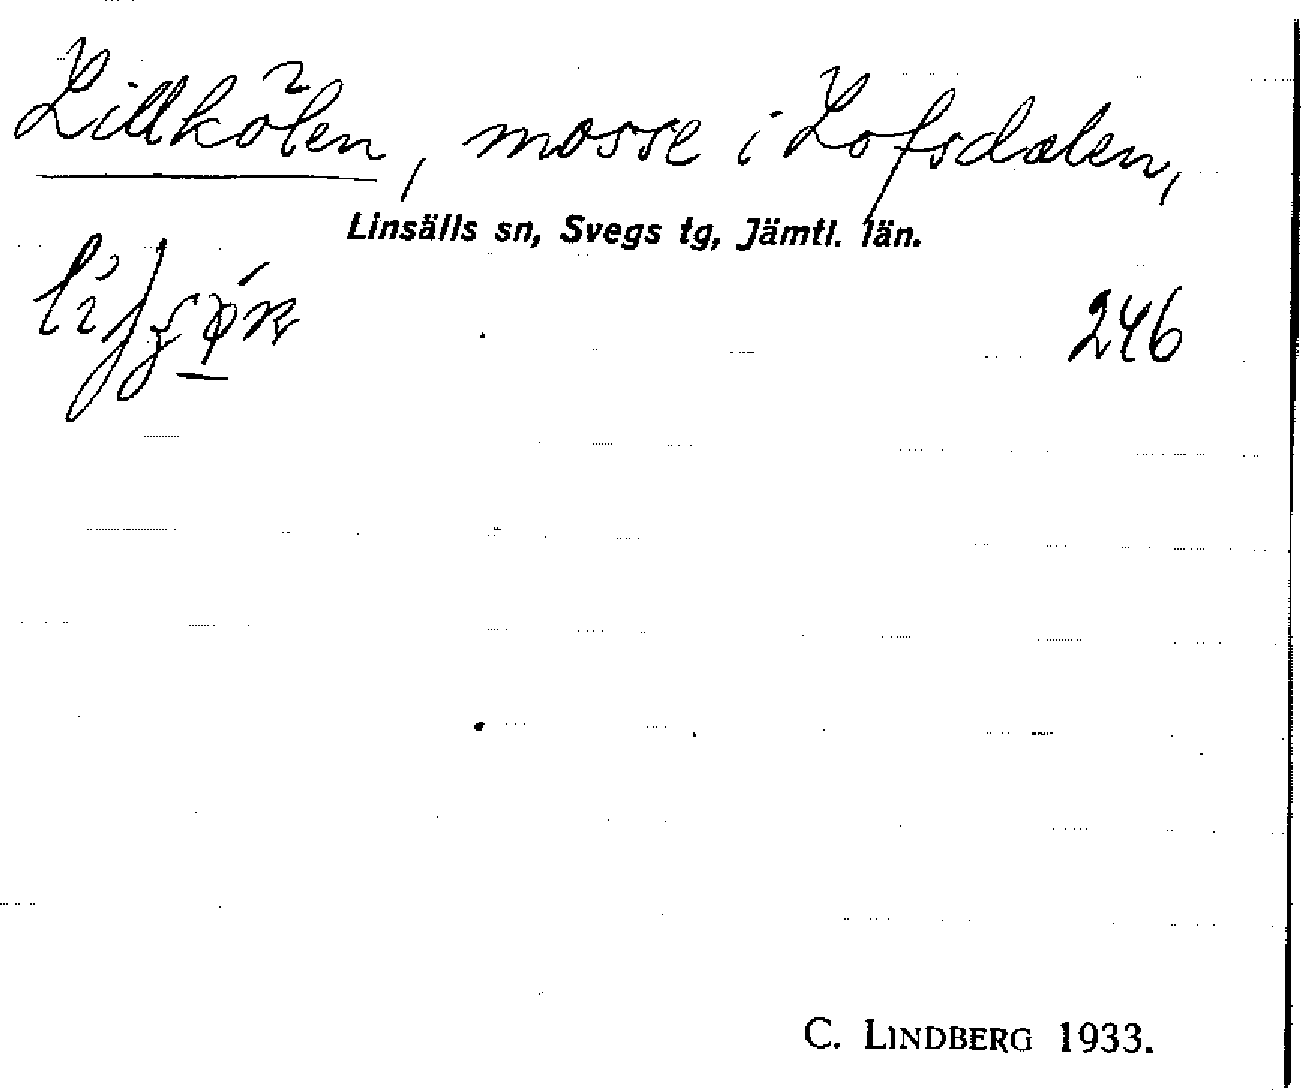 Lillkölen, mosse i Lofsdalen,
Linsälls sn, Svegs tg, Jämtl. län.
246
C. LINDBERG 1933.